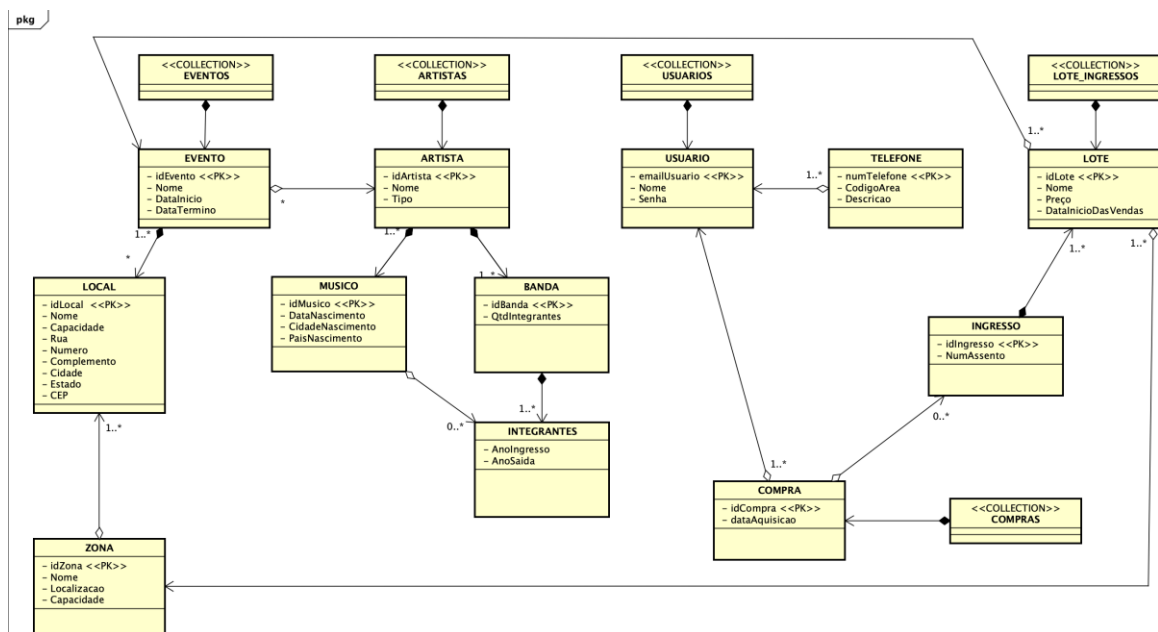 pkg
<<COLLECTION>>
EVENTOS
<<COLLECTION>>
ARTISTAS
<<COLLECTION>>
USUARIOS
<<COLLECTION>>
LOTE_INGRESSOS
EVENTO
- idEvento <<PK>>
- Nome
- DataInicio
- DataTermino
1..*
*
*
ARTISTA
- idArtista <<PK>>
- Nome
- Tipo
1..*
1..*
USUARIO
- emailUsuario <<PK>>
- Nome
- Senha
1..*
TELEFONE
- numTelefone <<PK>>
- CodigoArea
- Descricao
1..*
LOTE
- idLote <<PK>>
- Nome
- Preço
- DataInicioDasVendas
1..*
1..*
LOCAL
- idLocal <<PK>>
- Nome
- Capacidade
- Rua
- Numero
- Complemento
- Cidade
- Estado
- CEP
1..*
MUSICO
- idMusico <<PK>>
- DataNascimento
- CidadeNascimento
- PaisNascimento
0..*
BANDA
- idBanda <<PK>>
- QtdIntegrantes
1..*
INTEGRANTES
- AnoIngresso
- AnoSaida
INGRESSO
- idIngresso <<PK>>
- NumAssento
0..*
1..*
COMPRA
- idCompra <<PK>>
- dataAquisicao
<<COLLECTION>>
COMPRAS
ZONA
- idZona <<PK>>
- Nome
- Localizacao
- Capacidade